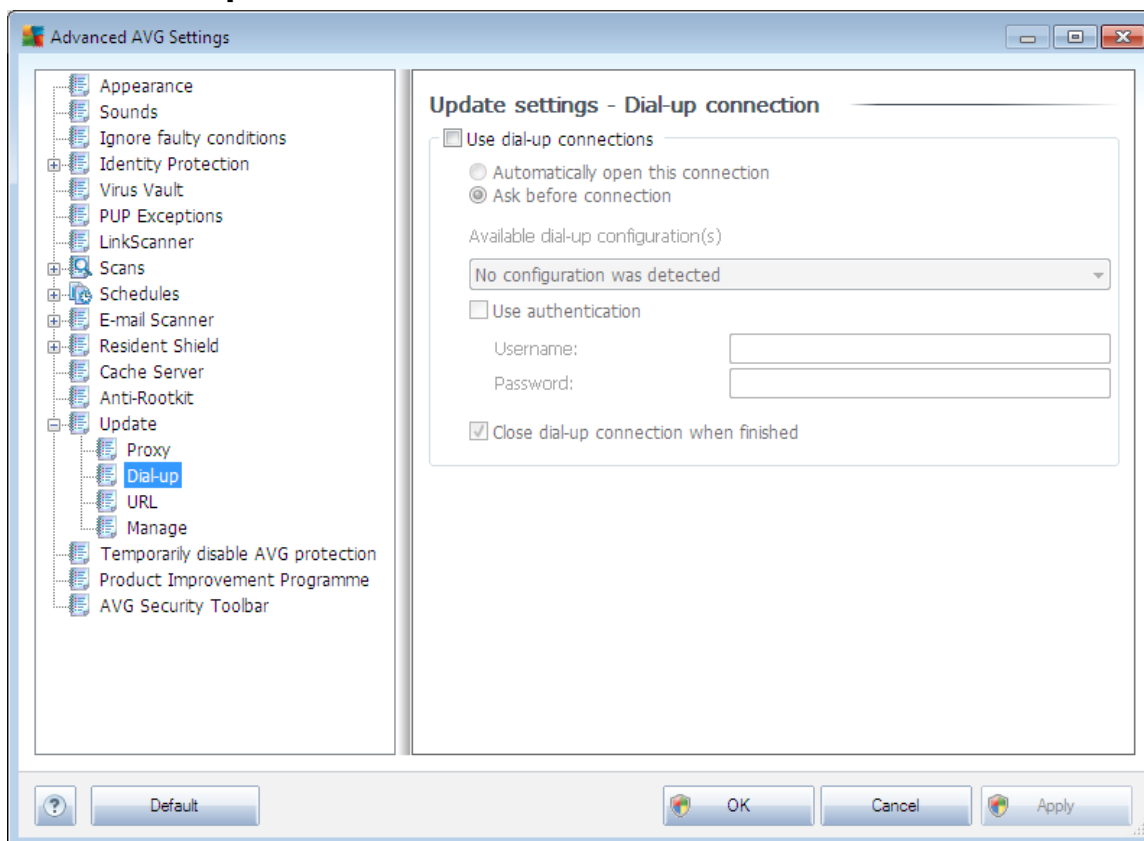 Advanced AVG Settings
Appearance
Sounds
Ignore faulty conditions
Identity Protection
Virus Vault
PUP Exceptions
LinkScanner
Scans
Schedules
E-mail Scanner
Resident Shield
Cache Server
Anti-Rootkit
Update
Proxy
Dial-up
URL
Manage
Temporarily disable AVG protection
Product Improvement Programme
AVG Security Toolbar
Update settings - Dial-up connection
Use dial-up connections
Automatically open this connection
Ask before connection
Available dial-up configuration(s)
No configuration was detected
Use authentication
Username:
Password:
Close dial-up connection when finished
? Default OK Cancel Apply